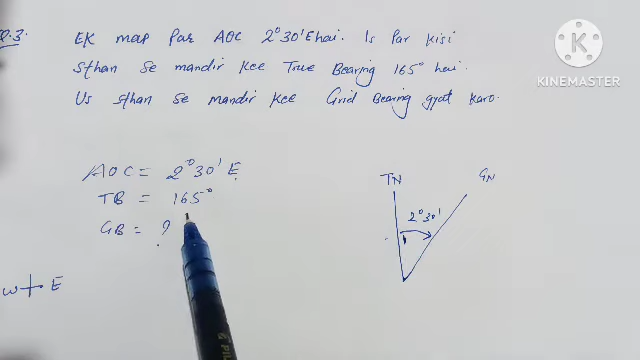 Q.3. EK map Par AOC 2°30'E hai. Is Par Kisi
Sthan Se mandir Kee True Bearing 165° hai.
Us Sthan Se mandir Kee Grid Bearing gyat Karo.
AOC = 2°30' E
TB = 165°
GB = ?
W E
TN GN
2°30'
K
KINEMASTER